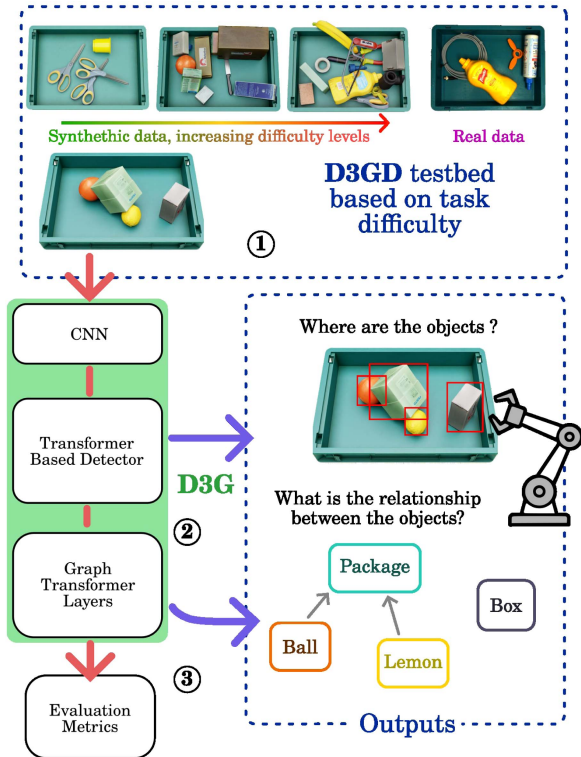 Synthethic data, increasing difficulty levels
Real data
D3GD testbed
based on task
difficulty
1
CNN
Transformer
Based Detector
D3G
2
Graph
Transformer
Layers
3
Evaluation
Metrics
Where are the objects ?
What is the relationship
between the objects?
Package
Box
Ball
Lemon
Outputs